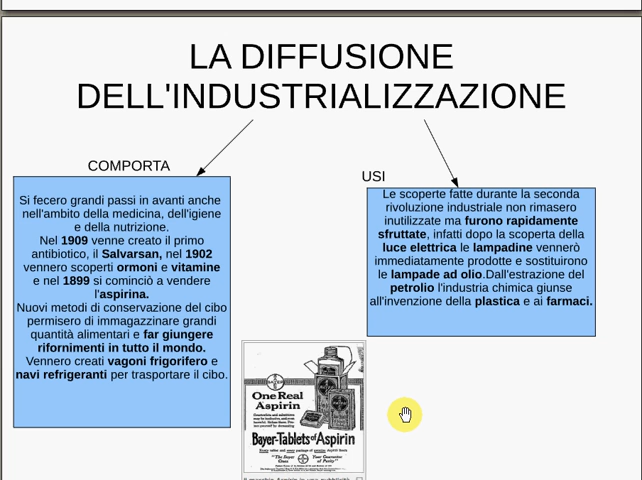 LA DIFFUSIONE
DELL'INDUSTRIALIZZAZIONE
COMPORTA
Si fecero grandi passi in avanti anche
nell'ambito della medicina, dell'igiene
e della nutrizione.
Nel 1909 venne creato il primo
antibiotico, il Salvarsan, nel 1902
vennero scoperti ormoni e vitamine
e nel 1899 si cominciò a vendere
l'aspirina.
Nuovi metodi di conservazione del cibo
permisero di immagazzinare grandi
quantità alimentari e far giungere
rifornimenti in tutto il mondo.
Vennero creati vagoni frigorifero e
navi refrigeranti per trasportare il cibo.
USI
Le scoperte fatte durante la seconda
rivoluzione industriale non rimasero
inutilizzate ma furono rapidamente
sfruttate, infatti dopo la scoperta della
luce elettrica le lampadine vennerò
immediatamente prodotte e sostituirono
le lampade ad olio.Dall'estrazione del
petrolio l'industria chimica giunse
all'invenzione della plastica e ai farmaci.
One Real
Aspirin
Bayer-Tablets of Aspirin